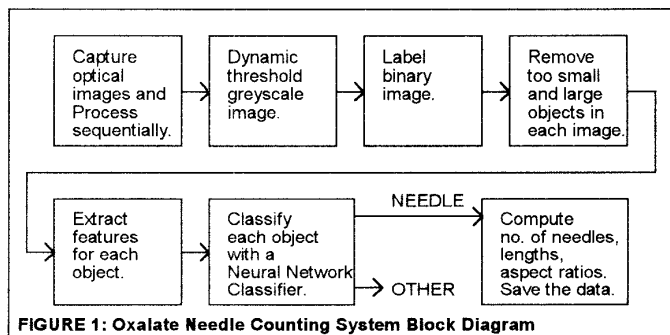 Capture
optical
images and
Process
sequentially.
Dynamic
threshold
greyscale
image.
Label
binary
image.
Remove
too small
and large
objects in
each image.
Extract
features
for each
object.
Classify
each object
with a
Neural Network
Classifier.
NEEDLE
OTHER
Compute
no. of needles,
lengths,
aspect ratios.
Save the data.
FIGURE 1: Oxalate Needle Counting System Block Diagram